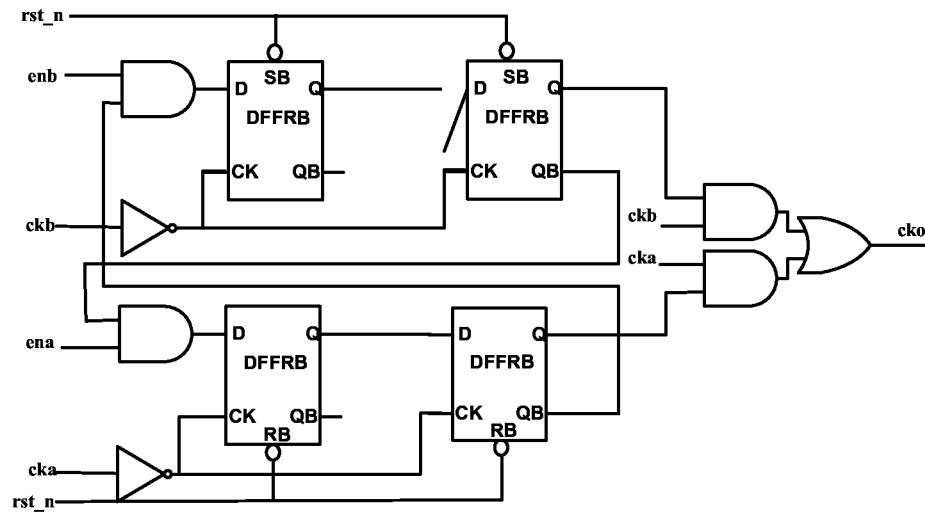 rst_n
enb
SB
D
Q
DFFRB
CK
QB
SB
D
Q
DFFRB
CK
QB
ckb
ckb
cka
cko
ena
D
Q
DFFRB
CK
QB
RB
D
Q
DFFRB
CK
QB
RB
cka
rst_n